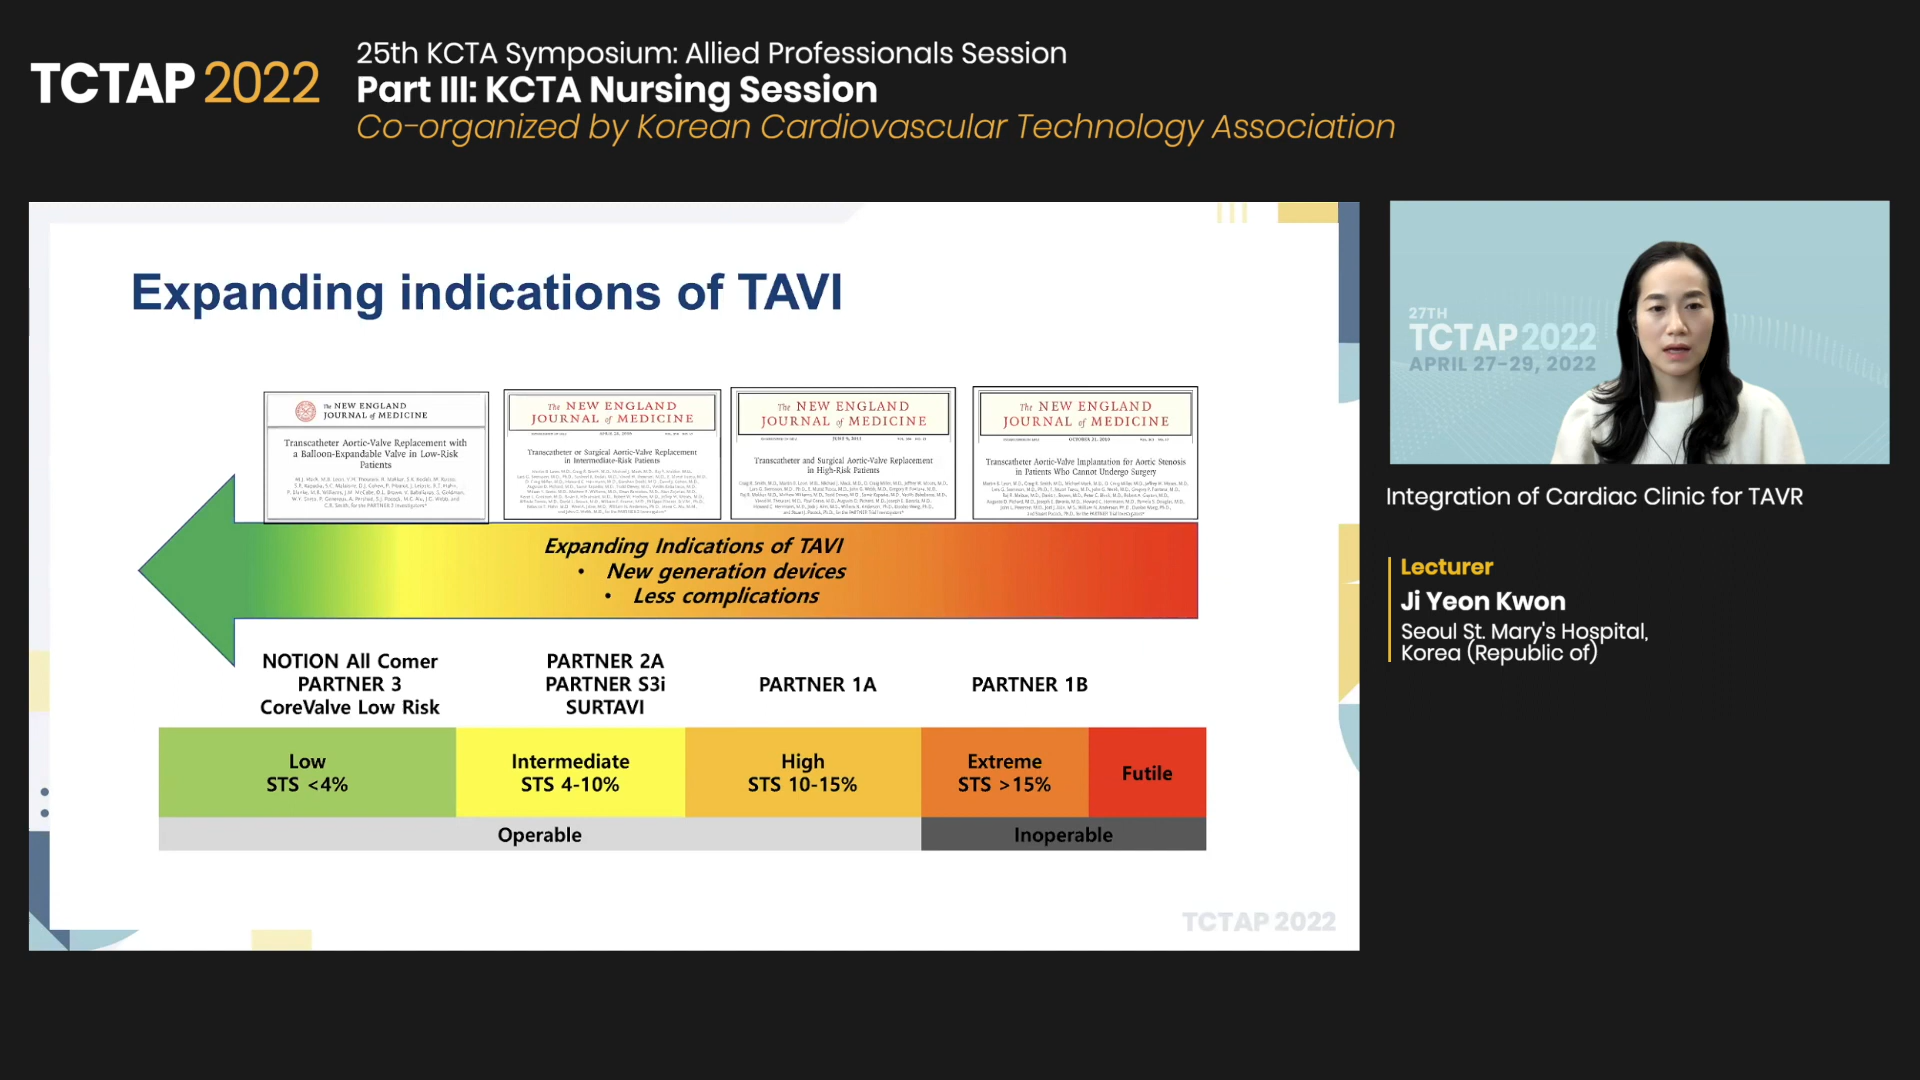 TCTAP 2022
25th KCTA Symposium: Allied Professionals Session
Part III: KCTA Nursing Session
Co-organized by Korean Cardiovascular Technology Association
Expanding indications of TAVI
The NEW ENGLAND
JOURNAL of MEDICINE
Transcatheter Aortic-Valve Replacement with
a Balloon-Expandable Valve in Low-Risk
Patients
The NEW ENGLAND
JOURNAL of MEDICINE
Transcatheter or Surgical Aortic-Valve Replacement
in Intermediate-Risk Patients
The NEW ENGLAND
JOURNAL of MEDICINE
Transcatheter and Surgical Aortic-Valve Replacement
in High-Risk Patients
The NEW ENGLAND
JOURNAL of MEDICINE
OCTOBER 21, 2010
Transcatheter Aortic-Valve Implantation for Aortic Stenosis
in Patients Who Cannot Undergo Surgery
Expanding Indications of TAVI
• New generation devices
• Less complications
NOTION All Comer
PARTNER 3
CoreValve Low Risk
PARTNER 2A
PARTNER S3i
SURTAVI
PARTNER 1A
PARTNER 1B
Low
STS <4%
Intermediate
STS 4-10%
High
STS 10-15%
Extreme
STS >15%
Futile
Operable
Inoperable
TCTAP 2022
27TH
TCTAP 2022
APRIL 27-29, 2022
Integration of Cardiac Clinic for TAVR
Lecturer
Ji Yeon Kwon
Seoul St. Mary's Hospital,
Korea (Republic of)